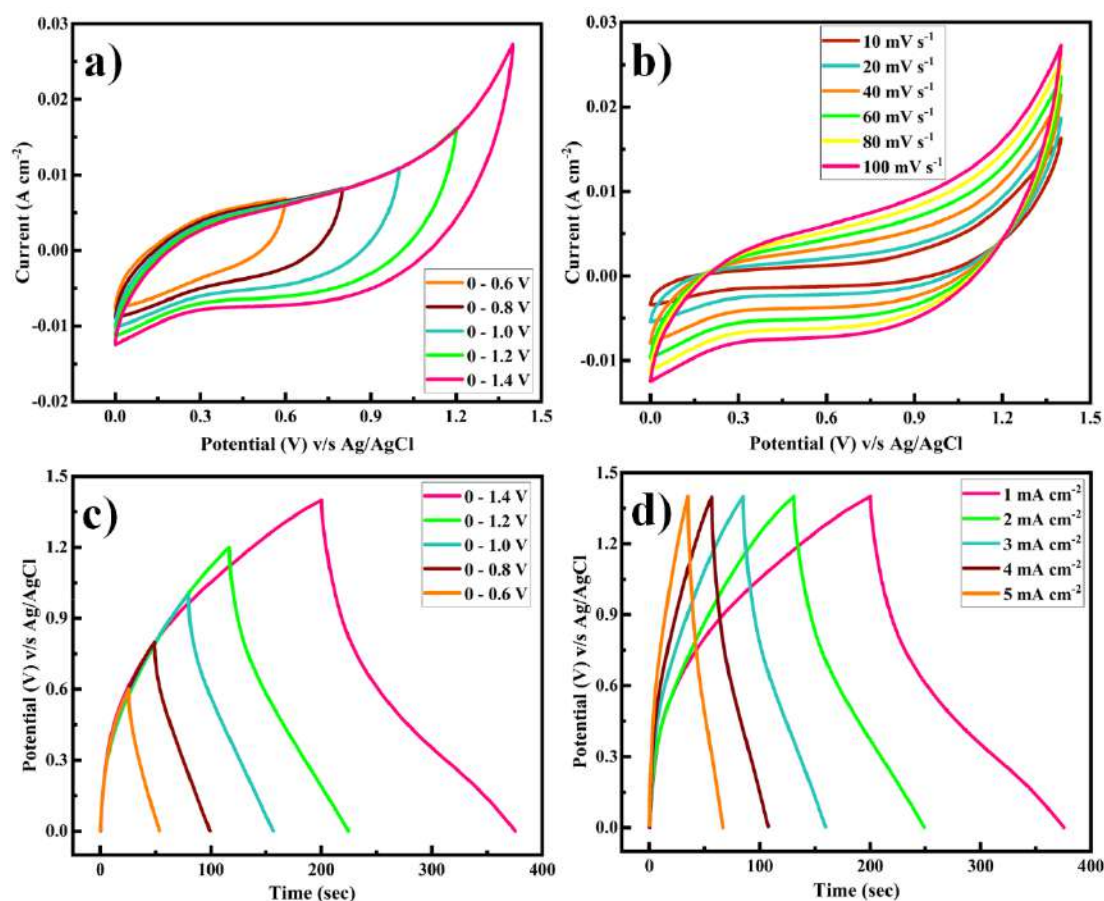 a)
0.03
0.02
0.01
0.00
-0.01
-0.02
Current (A cm⁻²)
0 - 0.6 V
0 - 0.8 V
0 - 1.0 V
0 - 1.2 V
0 - 1.4 V
0.0 0.3 0.6 0.9 1.2 1.5
Potential (V) v/s Ag/AgCl
b)
0.03
0.02
0.01
0.00
-0.01
Current (A cm⁻²)
10 mV s⁻¹
20 mV s⁻¹
40 mV s⁻¹
60 mV s⁻¹
80 mV s⁻¹
100 mV s⁻¹
0.0 0.3 0.6 0.9 1.2 1.5
Potential (V) v/s Ag/AgCl
c)
1.5
1.2
0.9
0.6
0.3
0.0
Potential (V) v/s Ag/AgCl
0 - 1.4 V
0 - 1.2 V
0 - 1.0 V
0 - 0.8 V
0 - 0.6 V
0 100 200 300 400
Time (sec)
d)
1.5
1.2
0.9
0.6
0.3
0.0
Potential (V) v/s Ag/AgCl
1 mA cm⁻²
2 mA cm⁻²
3 mA cm⁻²
4 mA cm⁻²
5 mA cm⁻²
0 100 200 300 400
Time (sec)